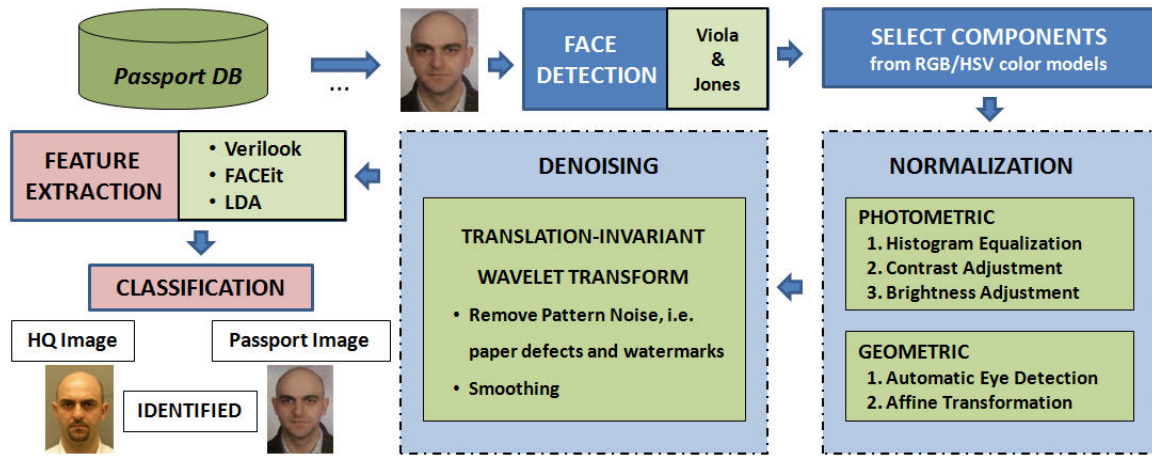 Passport DB
...
FACE
DETECTION
Viola
&
Jones
SELECT COMPONENTS
from RGB/HSV color models
NORMALIZATION
PHOTOMETRIC
1. Histogram Equalization
2. Contrast Adjustment
3. Brightness Adjustment
GEOMETRIC
1. Automatic Eye Detection
2. Affine Transformation
DENOISING
TRANSLATION-INVARIANT
WAVELET TRANSFORM
• Remove Pattern Noise, i.e.
paper defects and watermarks
• Smoothing
FEATURE
EXTRACTION
• Verilook
• FACEit
• LDA
CLASSIFICATION
HQ Image
Passport Image
IDENTIFIED